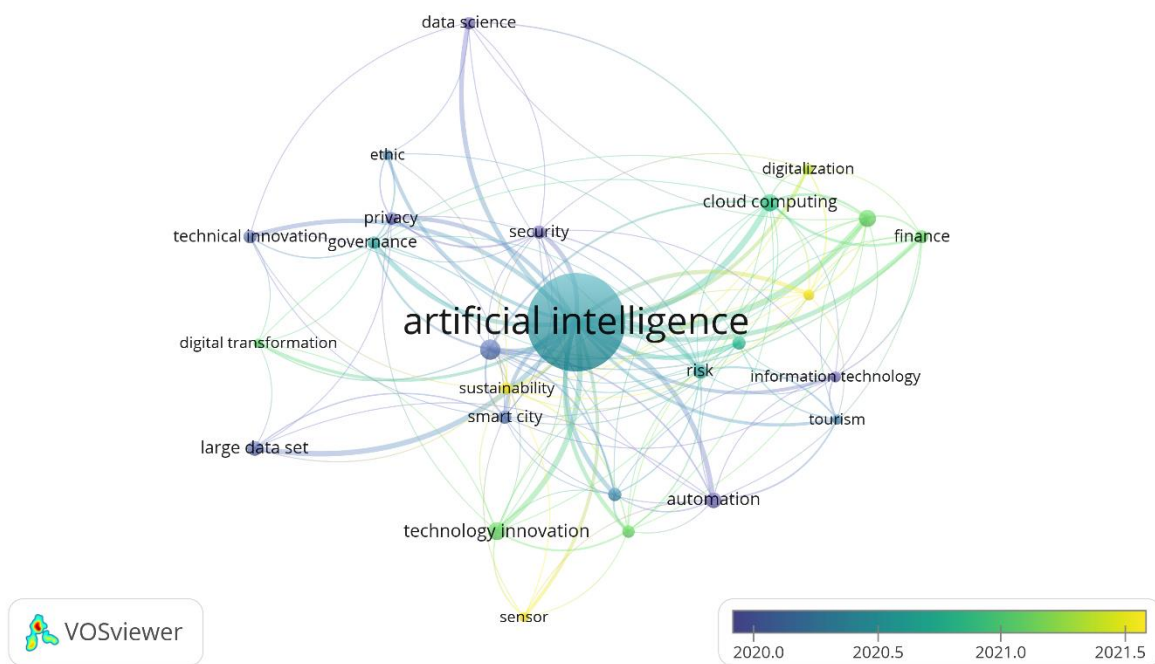 data science
ethic
digitalization
cloud computing
privacy
technical innovation
governance
security
finance
artificial intelligence
digital transformation
risk
information technology
sustainability
smart city
tourism
large data set
automation
technology innovation
sensor
VOSviewer
2020.0 2020.5 2021.0 2021.5